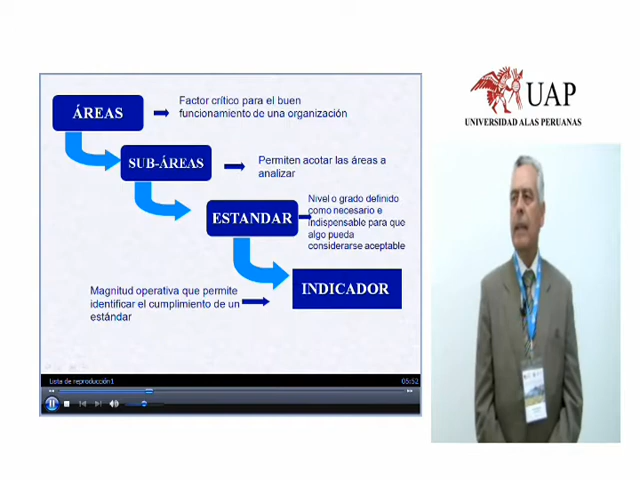 ÁREAS
Factor crítico para el buen
funcionamiento de una organización
SUB-ÁREAS
Permiten acotar las áreas a
analizar
ESTANDAR
Nivel o grado definido
como necesario e
indispensable para que
algo pueda
considerarse aceptable
INDICADOR
Magnitud operativa que permite
identificar el cumplimiento de un
estándar
Lista de reproducción1
05:52
UAP
UNIVERSIDAD ALAS PERUANAS